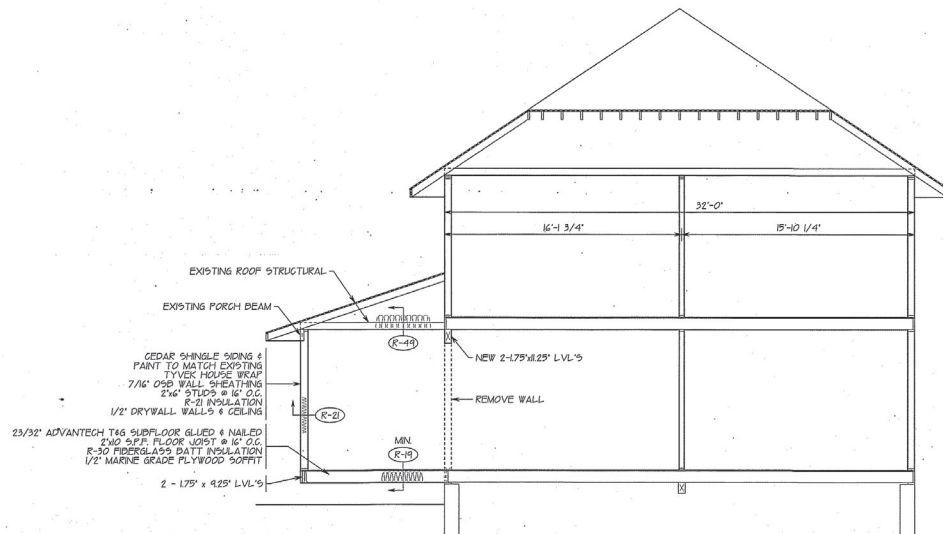 32'-0"
16'-1 3/4"
15'-10 1/4"
EXISTING ROOF STRUCTURAL
EXISTING PORCH BEAM
R-49
NEW 2-1.75"x11.25" LVL'S
CEDAR SHINGLE SIDING &
PAINT TO MATCH EXISTING
TYVEK HOUSE WRAP
7/16" OSB WALL SHEATHING
2"x6" STUDS @ 16" O.C.
R-21 INSULATION
1/2" DRYWALL WALLS & CEILING
REMOVE WALL
R-21
23/32" ADVANTECH T&G SUBFLOOR GLUED & NAILED
2"x10 S.P.F. FLOOR JOIST @ 16" O.C.
R-30 FIBERGLASS BATT INSULATION
1/2" MARINE GRADE PLYWOOD SOFFIT
MIN.
R-19
2 - 1.75" x 9.25" LVL'S